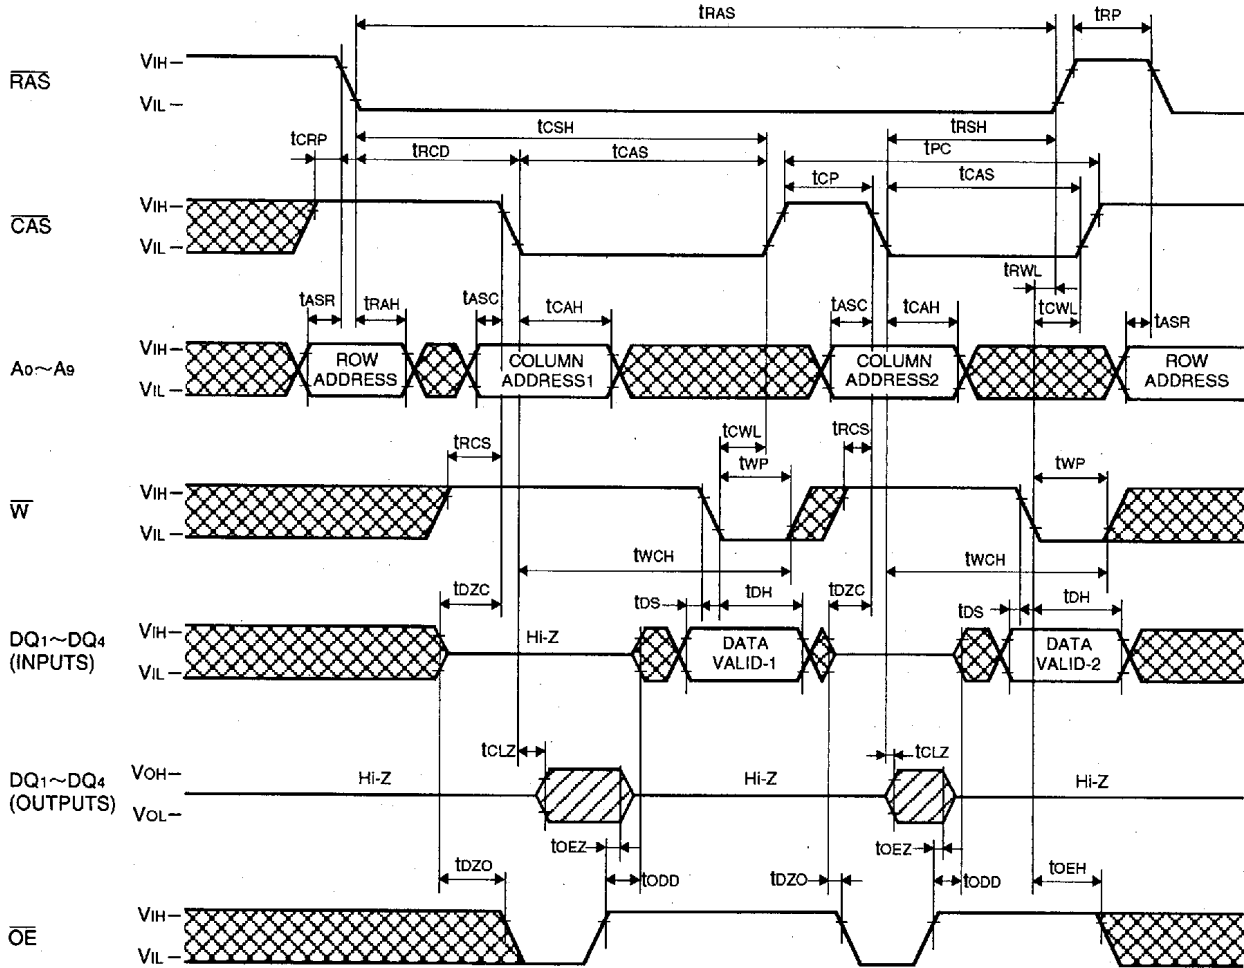 tRAS tRP
RAS VIH
VIL
tCSH tRSH
tCRP tRCD tCAS tPC
tCP tCAS
CAS VIH
VIL
tRWL
tASR tRAH tASC tCAH tASC tCAH tCWL tASR
A0~A9 VIH
VIL
ROW ADDRESS
COLUMN ADDRESS1
COLUMN ADDRESS2
ROW ADDRESS
tRCS tCWL tRCS
tWP tWP
W VIH
VIL
tWCH tWCH
tDZC tDS tDH tDZC tDS tDH
DQ1~DQ4 (INPUTS) VIH
VIL
Hi-Z
DATA VALID-1
DATA VALID-2
tCLZ tCLZ
DQ1~DQ4 (OUTPUTS) VOH
VOL
Hi-Z Hi-Z Hi-Z
tOEZ tOEZ
tDZO tODD tDZO tODD tOEH
OE VIH
VIL